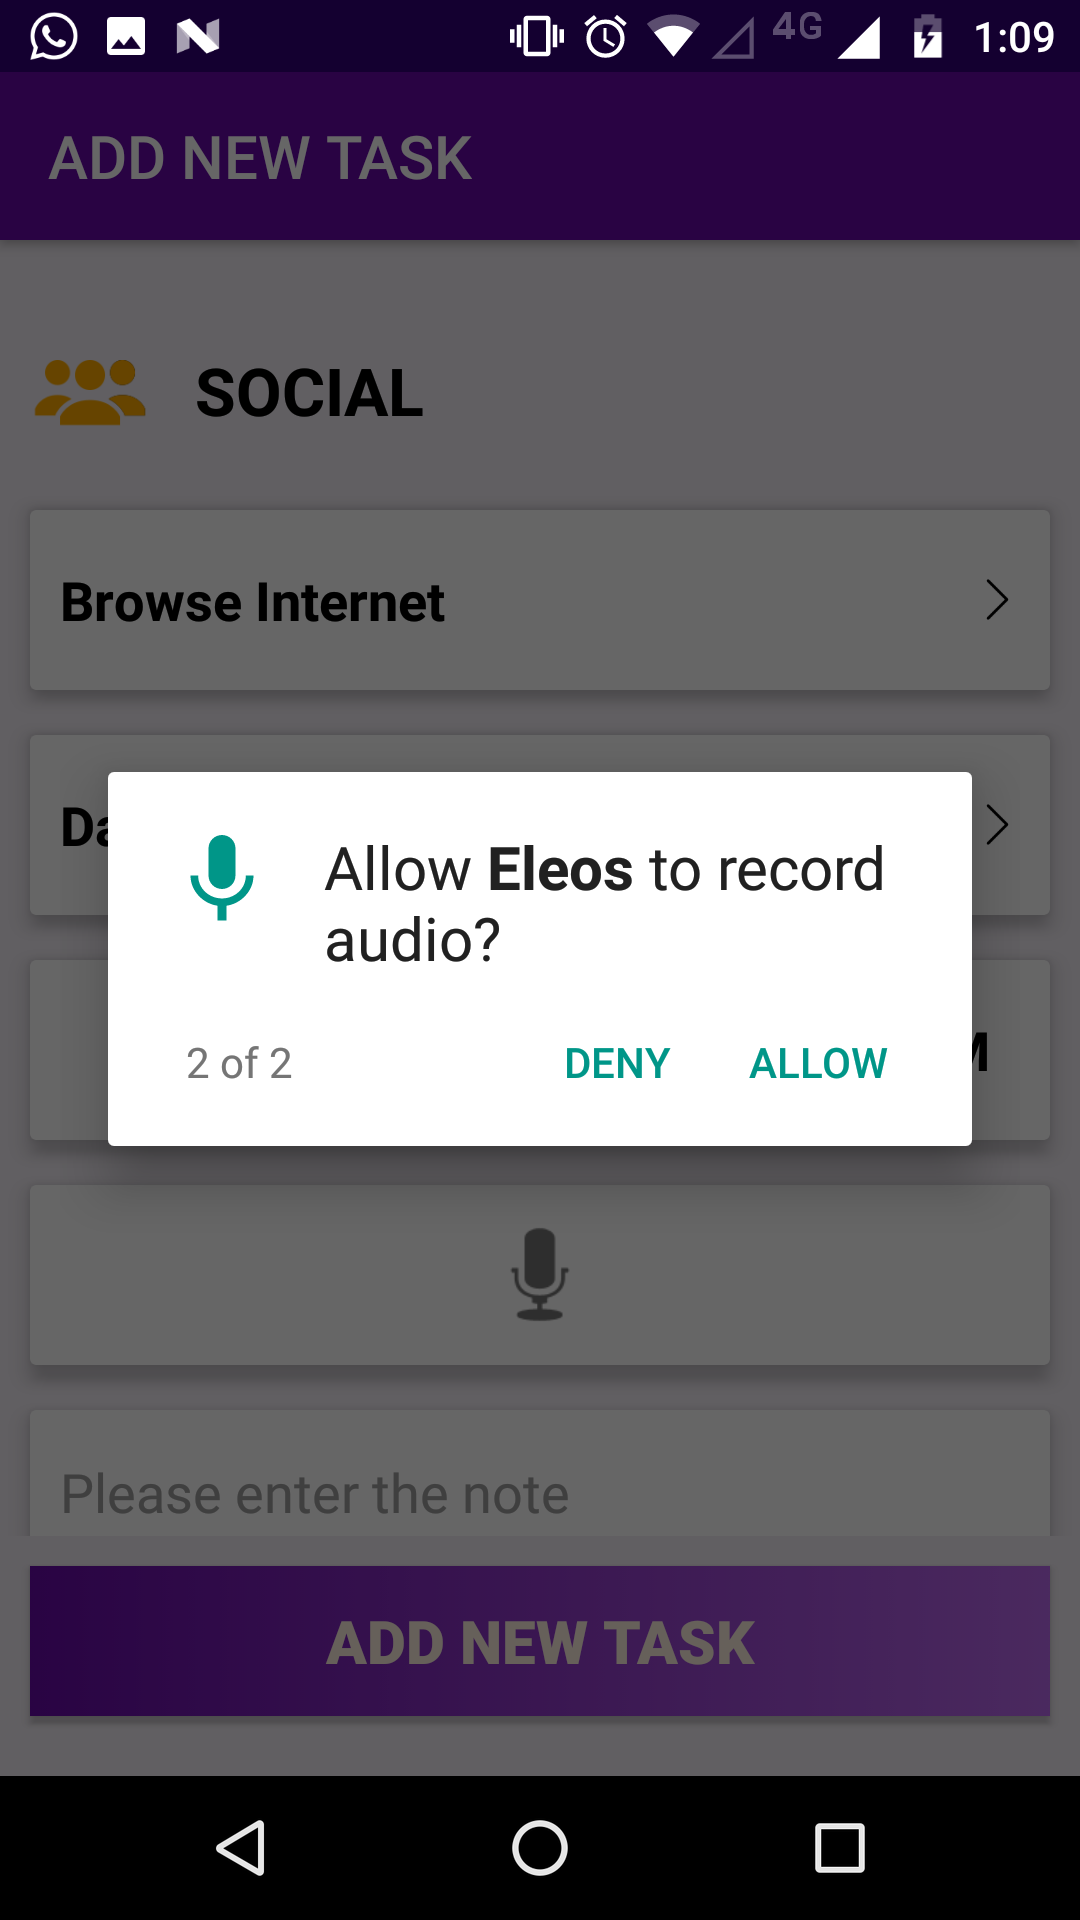 4G 1:09
ADD NEW TASK
SOCIAL
Browse Internet
Allow Eleos to record
audio?
2 of 2 DENY ALLOW
Please enter the note
ADD NEW TASK